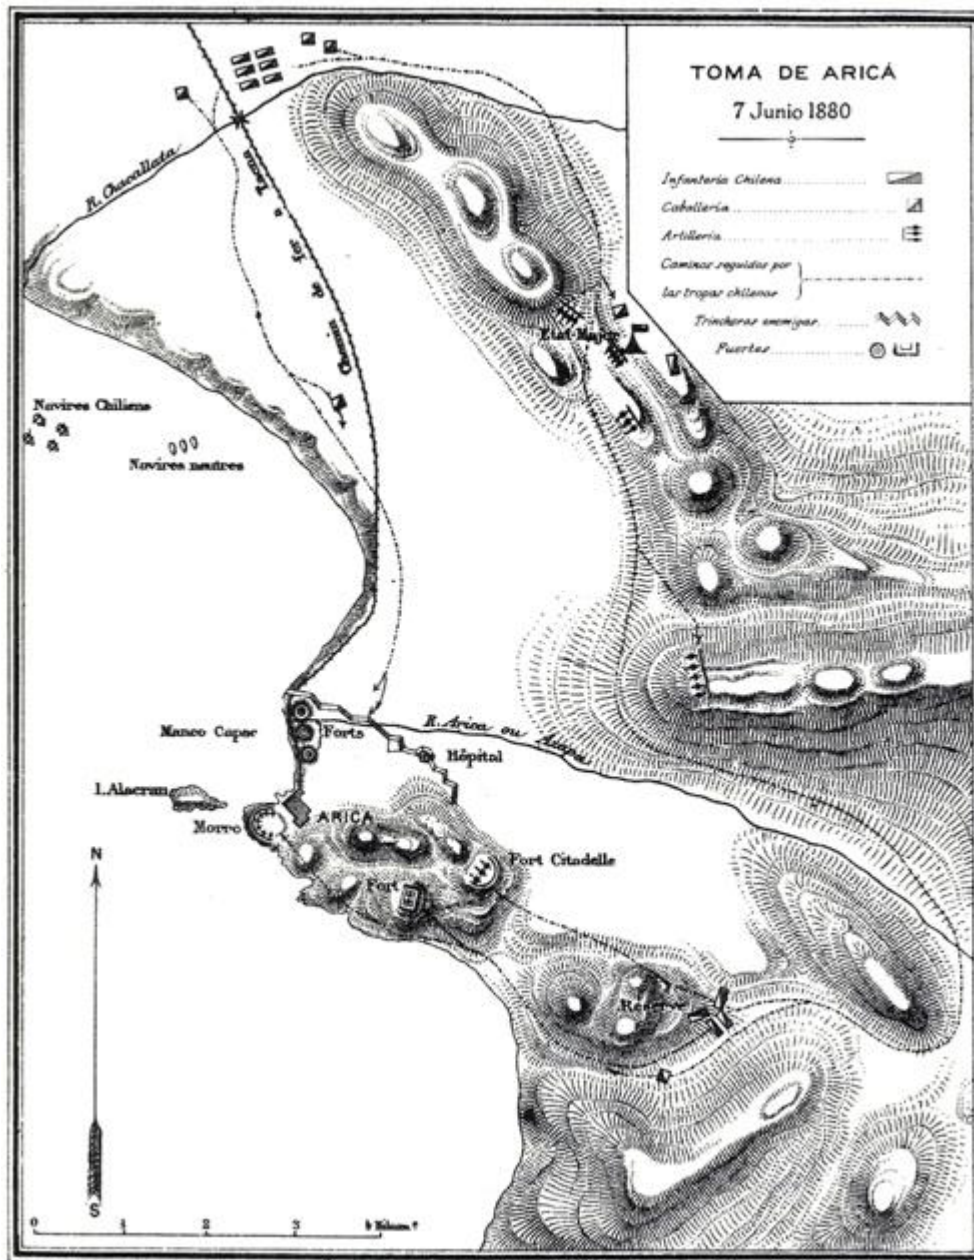 TOMA DE ARICÁ
7 Junio 1880
Infantería Chilena
Caballería
Artillería
Caminos seguidos por
las tropas chilenas
Trincheras enemigas
Fuertes
R. Chacallata
Chemin de fer a Tacna
Etat-Major
Navires Chiliens
Navires neutres
Manco Capac
Forts
R. Arica ou Azapa
Hôpital
I. Alacran
Morro
ARICA
Fort Citadelle
Fort
Réserve
N
S
0 1 2 3